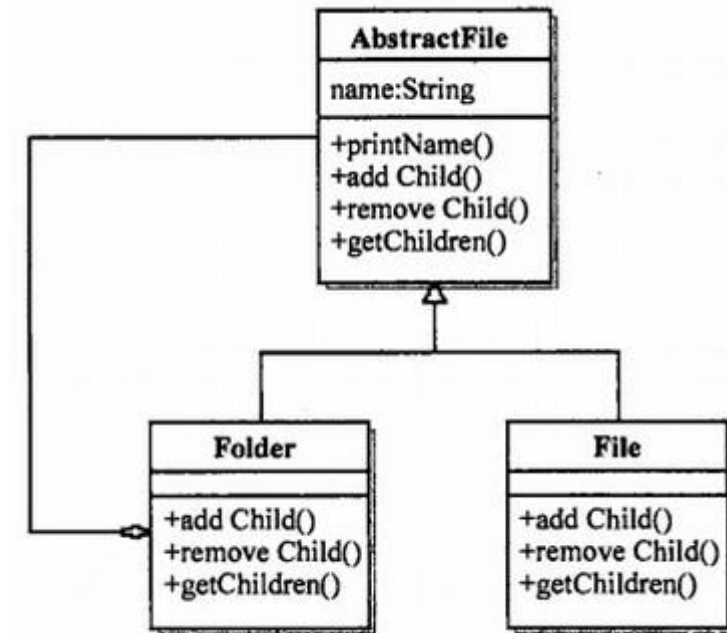 AbstractFile
name:String
+printName()
+add Child()
+remove Child()
+getChildren()
Folder
+add Child()
+remove Child()
+getChildren()
File
+add Child()
+remove Child()
+getChildren()